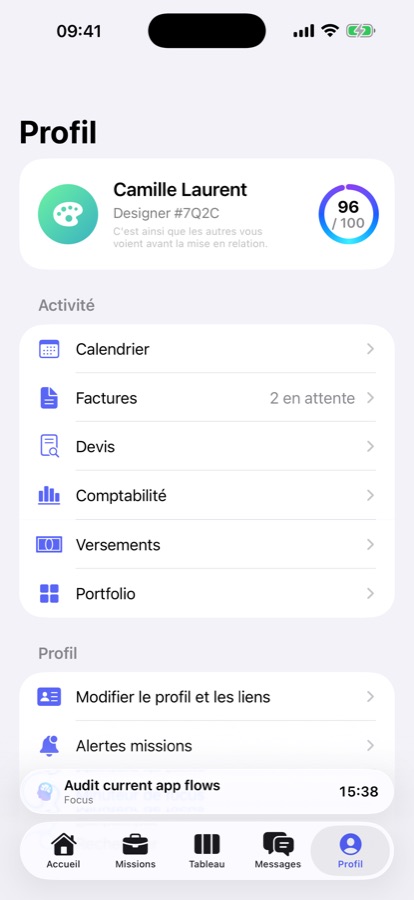 09:41
Profil
Camille Laurent
Designer #7Q2C
C'est ainsi que les autres vous
voient avant la mise en relation.
96
/ 100
Activité
Calendrier
Factures
2 en attente
Devis
Comptabilité
Versements
Portfolio
Profil
Modifier le profil et les liens
Alertes missions
Audit current app flows
Focus
15:38
Accueil
Missions
Tableau
Messages
Profil